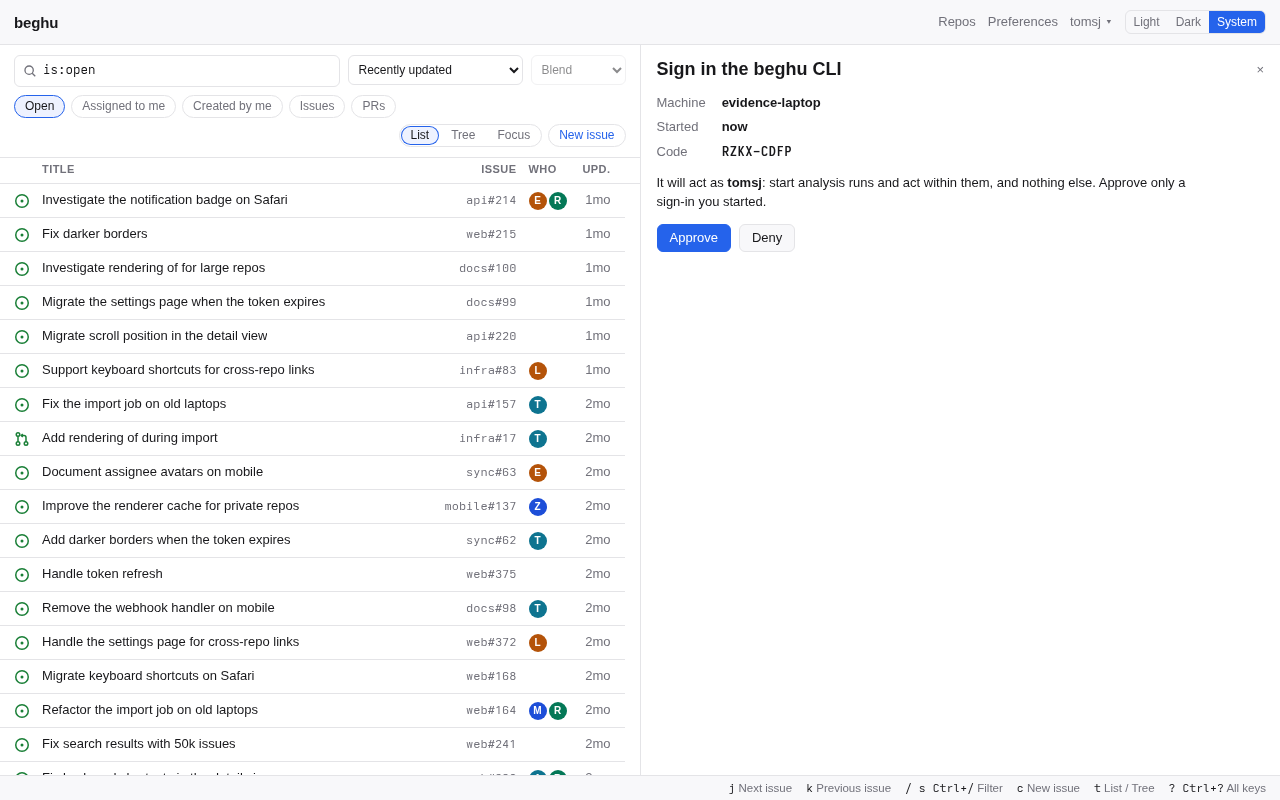 beghu
Repos Preferences tomsj Light Dark System
is:open Recently updated Blend
Open Assigned to me Created by me Issues PRs
List Tree Focus New issue
TITLE ISSUE WHO UPD.
Investigate the notification badge on Safari api#214 E R 1mo
Fix darker borders web#215 1mo
Investigate rendering of for large repos docs#100 1mo
Migrate the settings page when the token expires docs#99 1mo
Migrate scroll position in the detail view api#220 1mo
Support keyboard shortcuts for cross-repo links infra#83 L 1mo
Fix the import job on old laptops api#157 T 2mo
Add rendering of during import infra#17 T 2mo
Document assignee avatars on mobile sync#63 E 2mo
Improve the renderer cache for private repos mobile#137 Z 2mo
Add darker borders when the token expires sync#62 T 2mo
Handle token refresh web#375 2mo
Remove the webhook handler on mobile docs#98 T 2mo
Handle the settings page for cross-repo links web#372 L 2mo
Migrate keyboard shortcuts on Safari web#168 2mo
Refactor the import job on old laptops web#164 M R 2mo
Fix search results with 50k issues web#241 2mo
Sign in the beghu CLI ×
Machine evidence-laptop
Started now
Code RZKX-CDFP
It will act as tomsj: start analysis runs and act within them, and nothing else. Approve only a
sign-in you started.
Approve Deny
j Next issue k Previous issue / s Ctrl+/ Filter c New issue t List / Tree ? Ctrl+? All keys